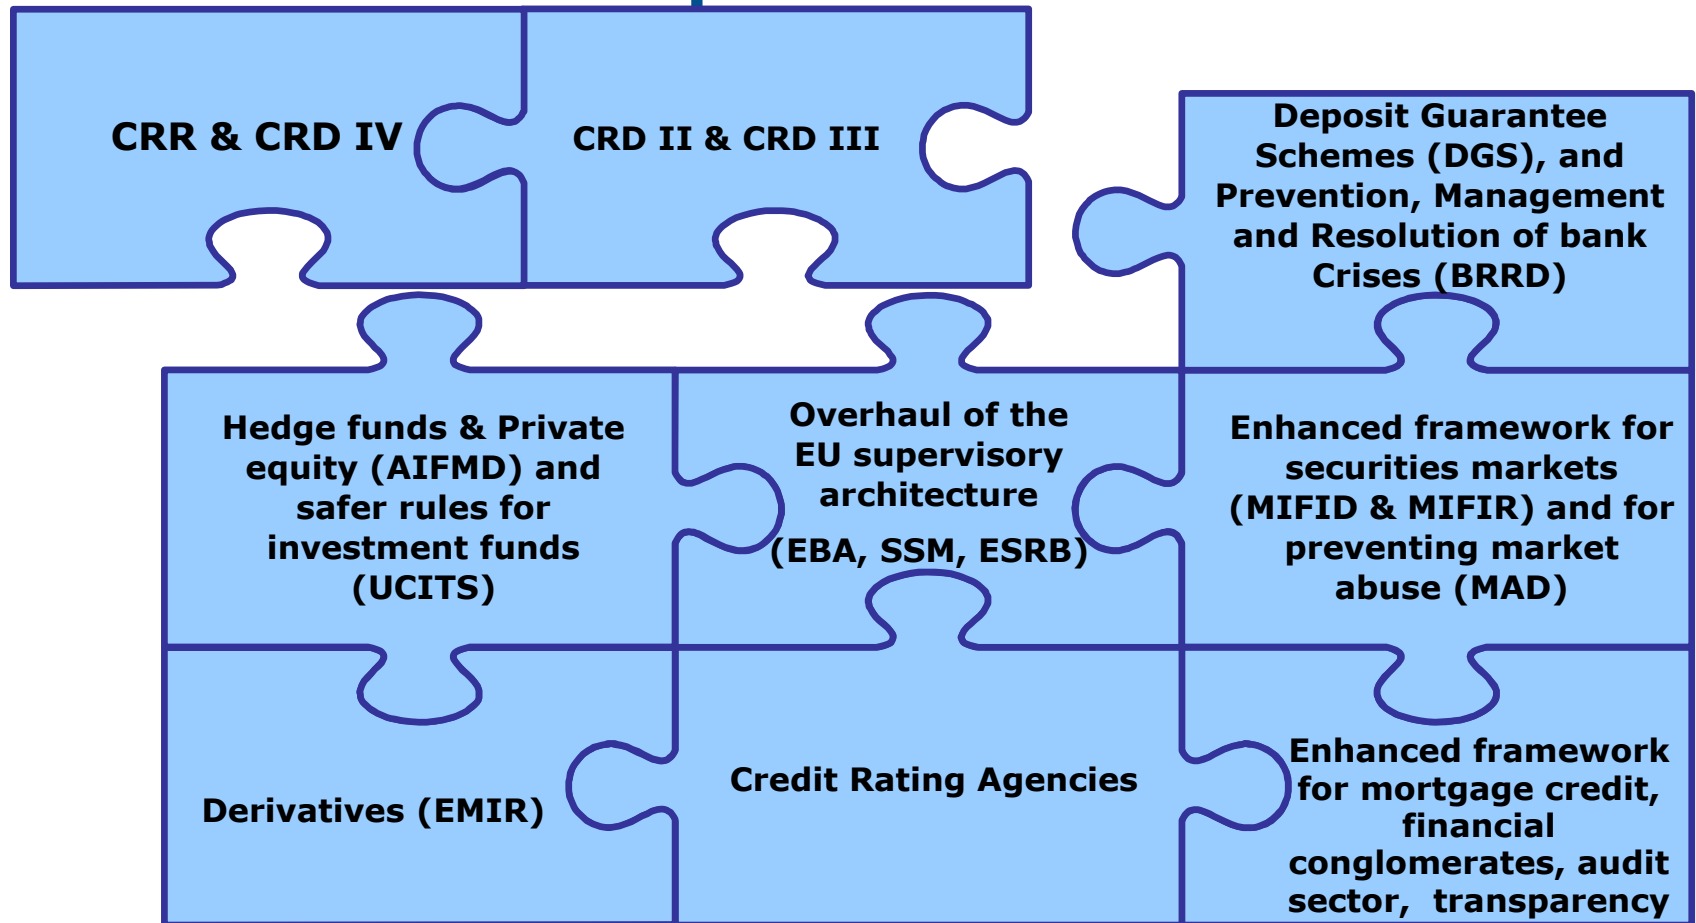 CRR & CRD IV
CRD II & CRD III
Deposit Guarantee
Schemes (DGS), and
Prevention, Management
and Resolution of bank
Crises (BRRD)
Hedge funds & Private
equity (AIFMD) and
safer rules for
investment funds
(UCITS)
Overhaul of the
EU supervisory
architecture
(EBA, SSM, ESRB)
Enhanced framework for
securities markets
(MIFID & MIFIR) and for
preventing market
abuse (MAD)
Derivatives (EMIR)
Credit Rating Agencies
Enhanced framework
for mortgage credit,
financial
conglomerates, audit
sector, transparency